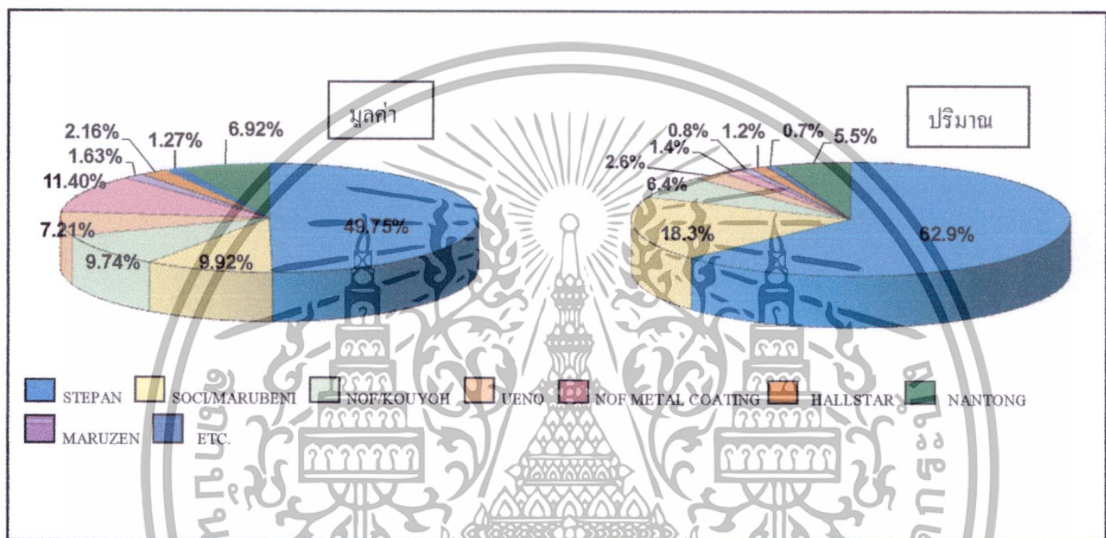 มูลค่า
ปริมาณ
2.16% 1.27% 6.92%
1.63%
11.40%
7.21%
9.74% 9.92% 49.75%
0.8% 1.2% 0.7% 5.5%
1.4%
2.6%
6.4%
18.3% 62.9%
STEPAN SOCI/MARUBENI NOF/KOUYOH UENO NOF METAL COATING HALLSTAR NANTONG
MARUZEN ETC.